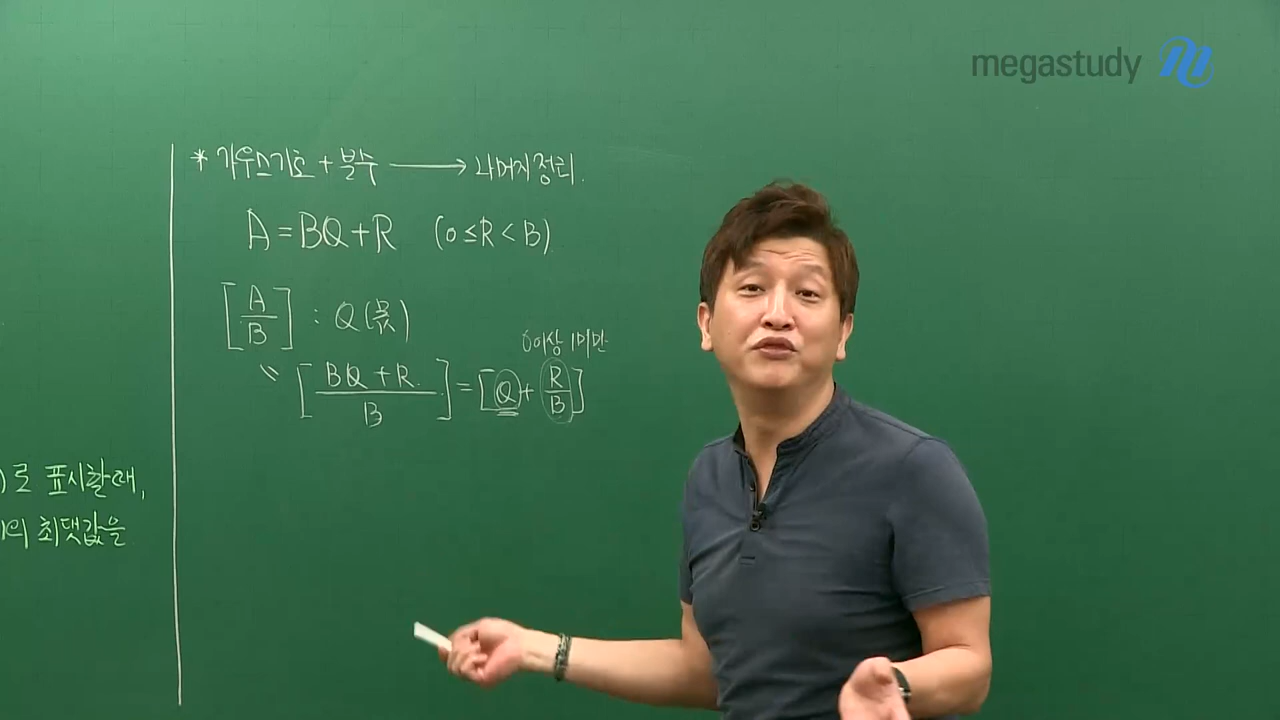 megastudy
* 가우스기호 + 분수 → 나머지정리.
A = BQ + R (0 ≤ R < B)
[A/B] : Q (몫)
0이상 1미만
〃 [(BQ + R)/B] = [Q + R/B]
)로 표시할때,
의 최댓값을